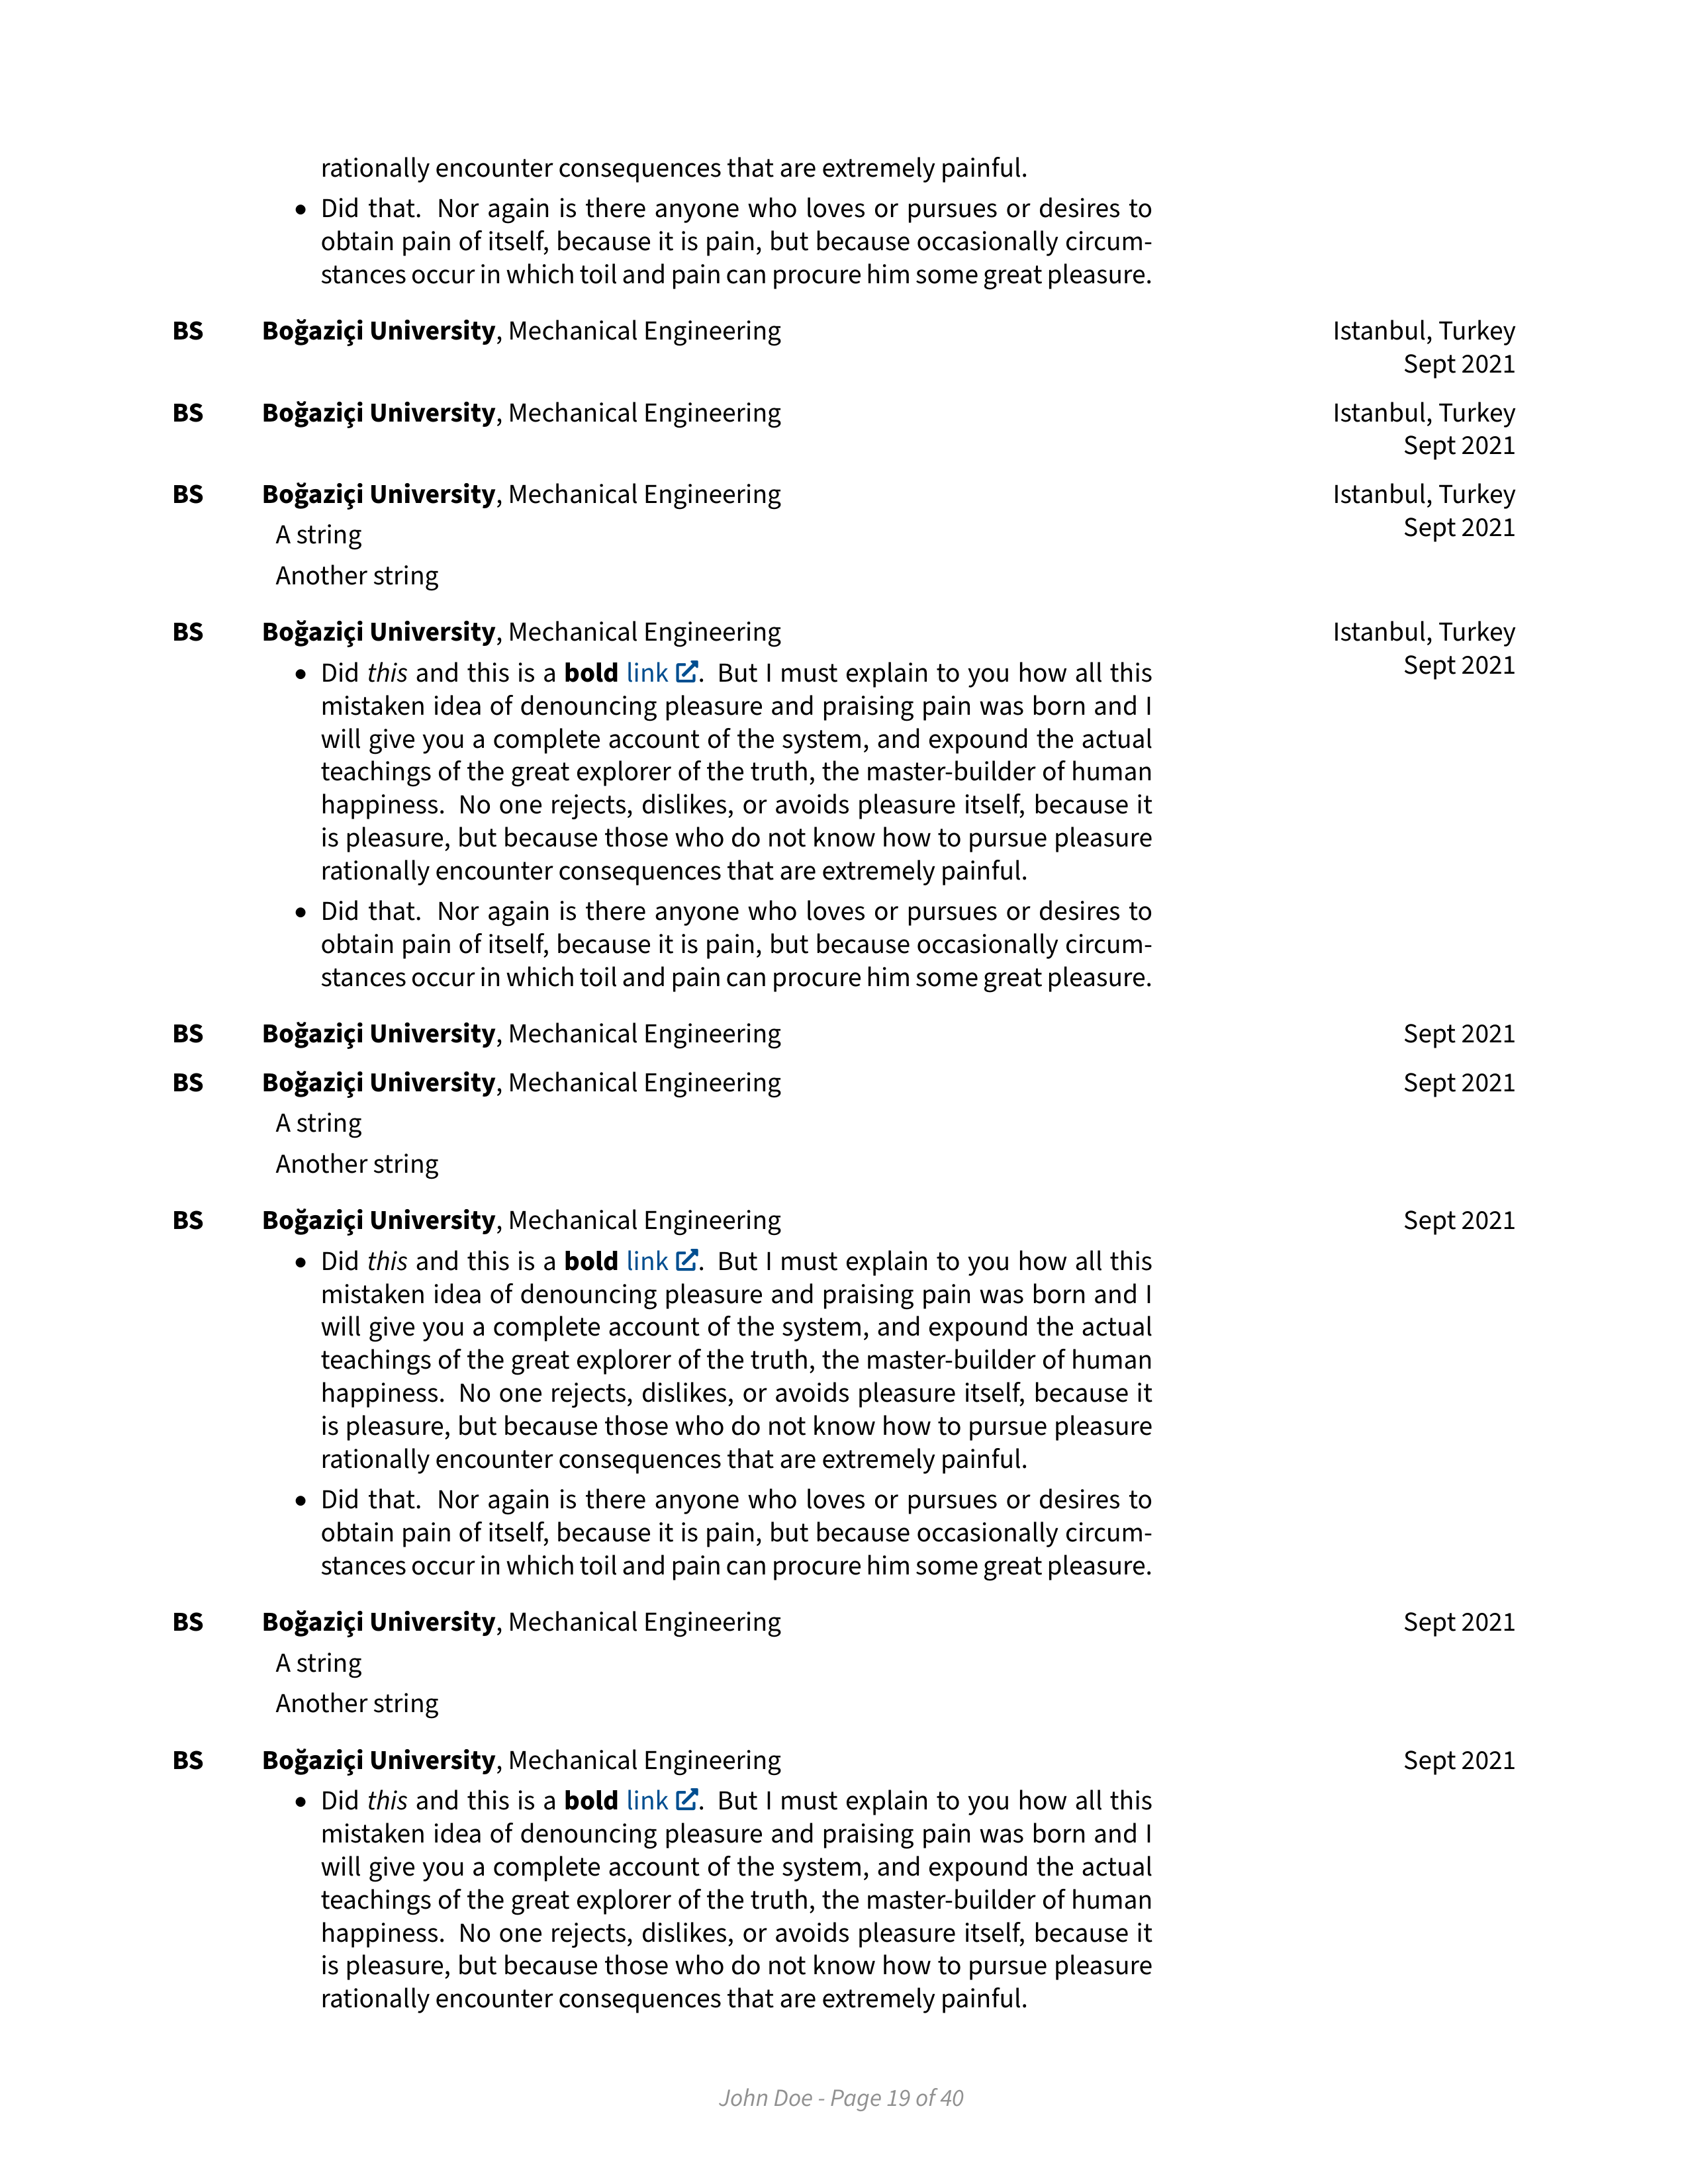 rationally encounter consequences that are extremely painful.
• Did that. Nor again is there anyone who loves or pursues or desires to
obtain pain of itself, because it is pain, but because occasionally circum-
stances occur in which toil and pain can procure him some great pleasure.
BS Boğaziçi University, Mechanical Engineering Istanbul, Turkey
Sept 2021
BS Boğaziçi University, Mechanical Engineering Istanbul, Turkey
Sept 2021
BS Boğaziçi University, Mechanical Engineering Istanbul, Turkey
Sept 2021
A string
Another string
BS Boğaziçi University, Mechanical Engineering Istanbul, Turkey
Sept 2021
• Did this and this is a bold link. But I must explain to you how all this
mistaken idea of denouncing pleasure and praising pain was born and I
will give you a complete account of the system, and expound the actual
teachings of the great explorer of the truth, the master-builder of human
happiness. No one rejects, dislikes, or avoids pleasure itself, because it
is pleasure, but because those who do not know how to pursue pleasure
rationally encounter consequences that are extremely painful.
• Did that. Nor again is there anyone who loves or pursues or desires to
obtain pain of itself, because it is pain, but because occasionally circum-
stances occur in which toil and pain can procure him some great pleasure.
BS Boğaziçi University, Mechanical Engineering Sept 2021
BS Boğaziçi University, Mechanical Engineering Sept 2021
A string
Another string
BS Boğaziçi University, Mechanical Engineering Sept 2021
• Did this and this is a bold link. But I must explain to you how all this
mistaken idea of denouncing pleasure and praising pain was born and I
will give you a complete account of the system, and expound the actual
teachings of the great explorer of the truth, the master-builder of human
happiness. No one rejects, dislikes, or avoids pleasure itself, because it
is pleasure, but because those who do not know how to pursue pleasure
rationally encounter consequences that are extremely painful.
• Did that. Nor again is there anyone who loves or pursues or desires to
obtain pain of itself, because it is pain, but because occasionally circum-
stances occur in which toil and pain can procure him some great pleasure.
BS Boğaziçi University, Mechanical Engineering Sept 2021
A string
Another string
BS Boğaziçi University, Mechanical Engineering Sept 2021
• Did this and this is a bold link. But I must explain to you how all this
mistaken idea of denouncing pleasure and praising pain was born and I
will give you a complete account of the system, and expound the actual
teachings of the great explorer of the truth, the master-builder of human
happiness. No one rejects, dislikes, or avoids pleasure itself, because it
is pleasure, but because those who do not know how to pursue pleasure
rationally encounter consequences that are extremely painful.
John Doe - Page 19 of 40